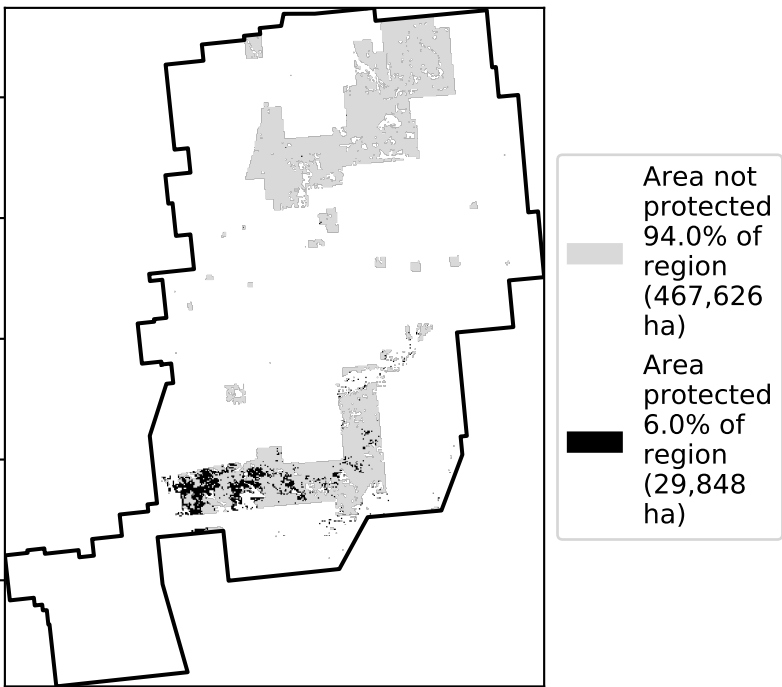 Area not
protected
94.0% of
region
(467,626
ha)
Area
protected
6.0% of
region
(29,848
ha)